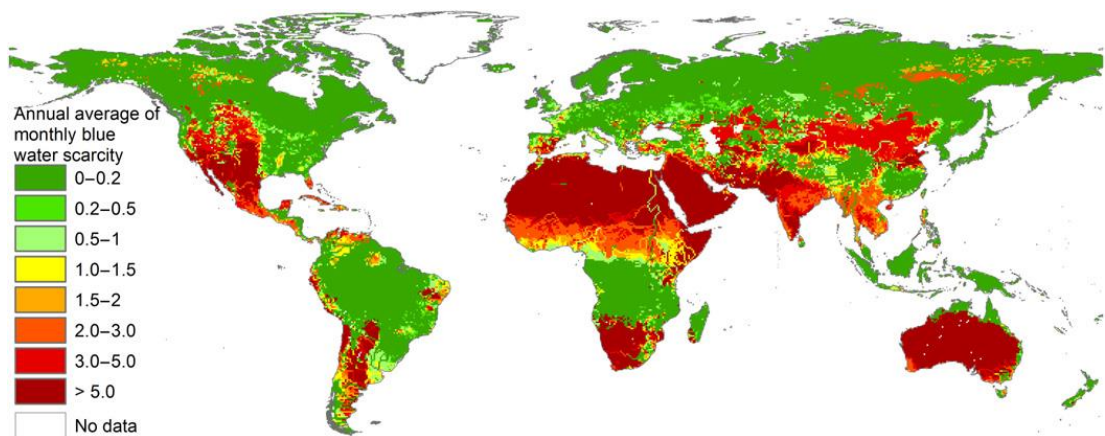 Annual average of
monthly blue
water scarcity
0–0.2
0.2–0.5
0.5–1
1.0–1.5
1.5–2
2.0–3.0
3.0–5.0
> 5.0
No data